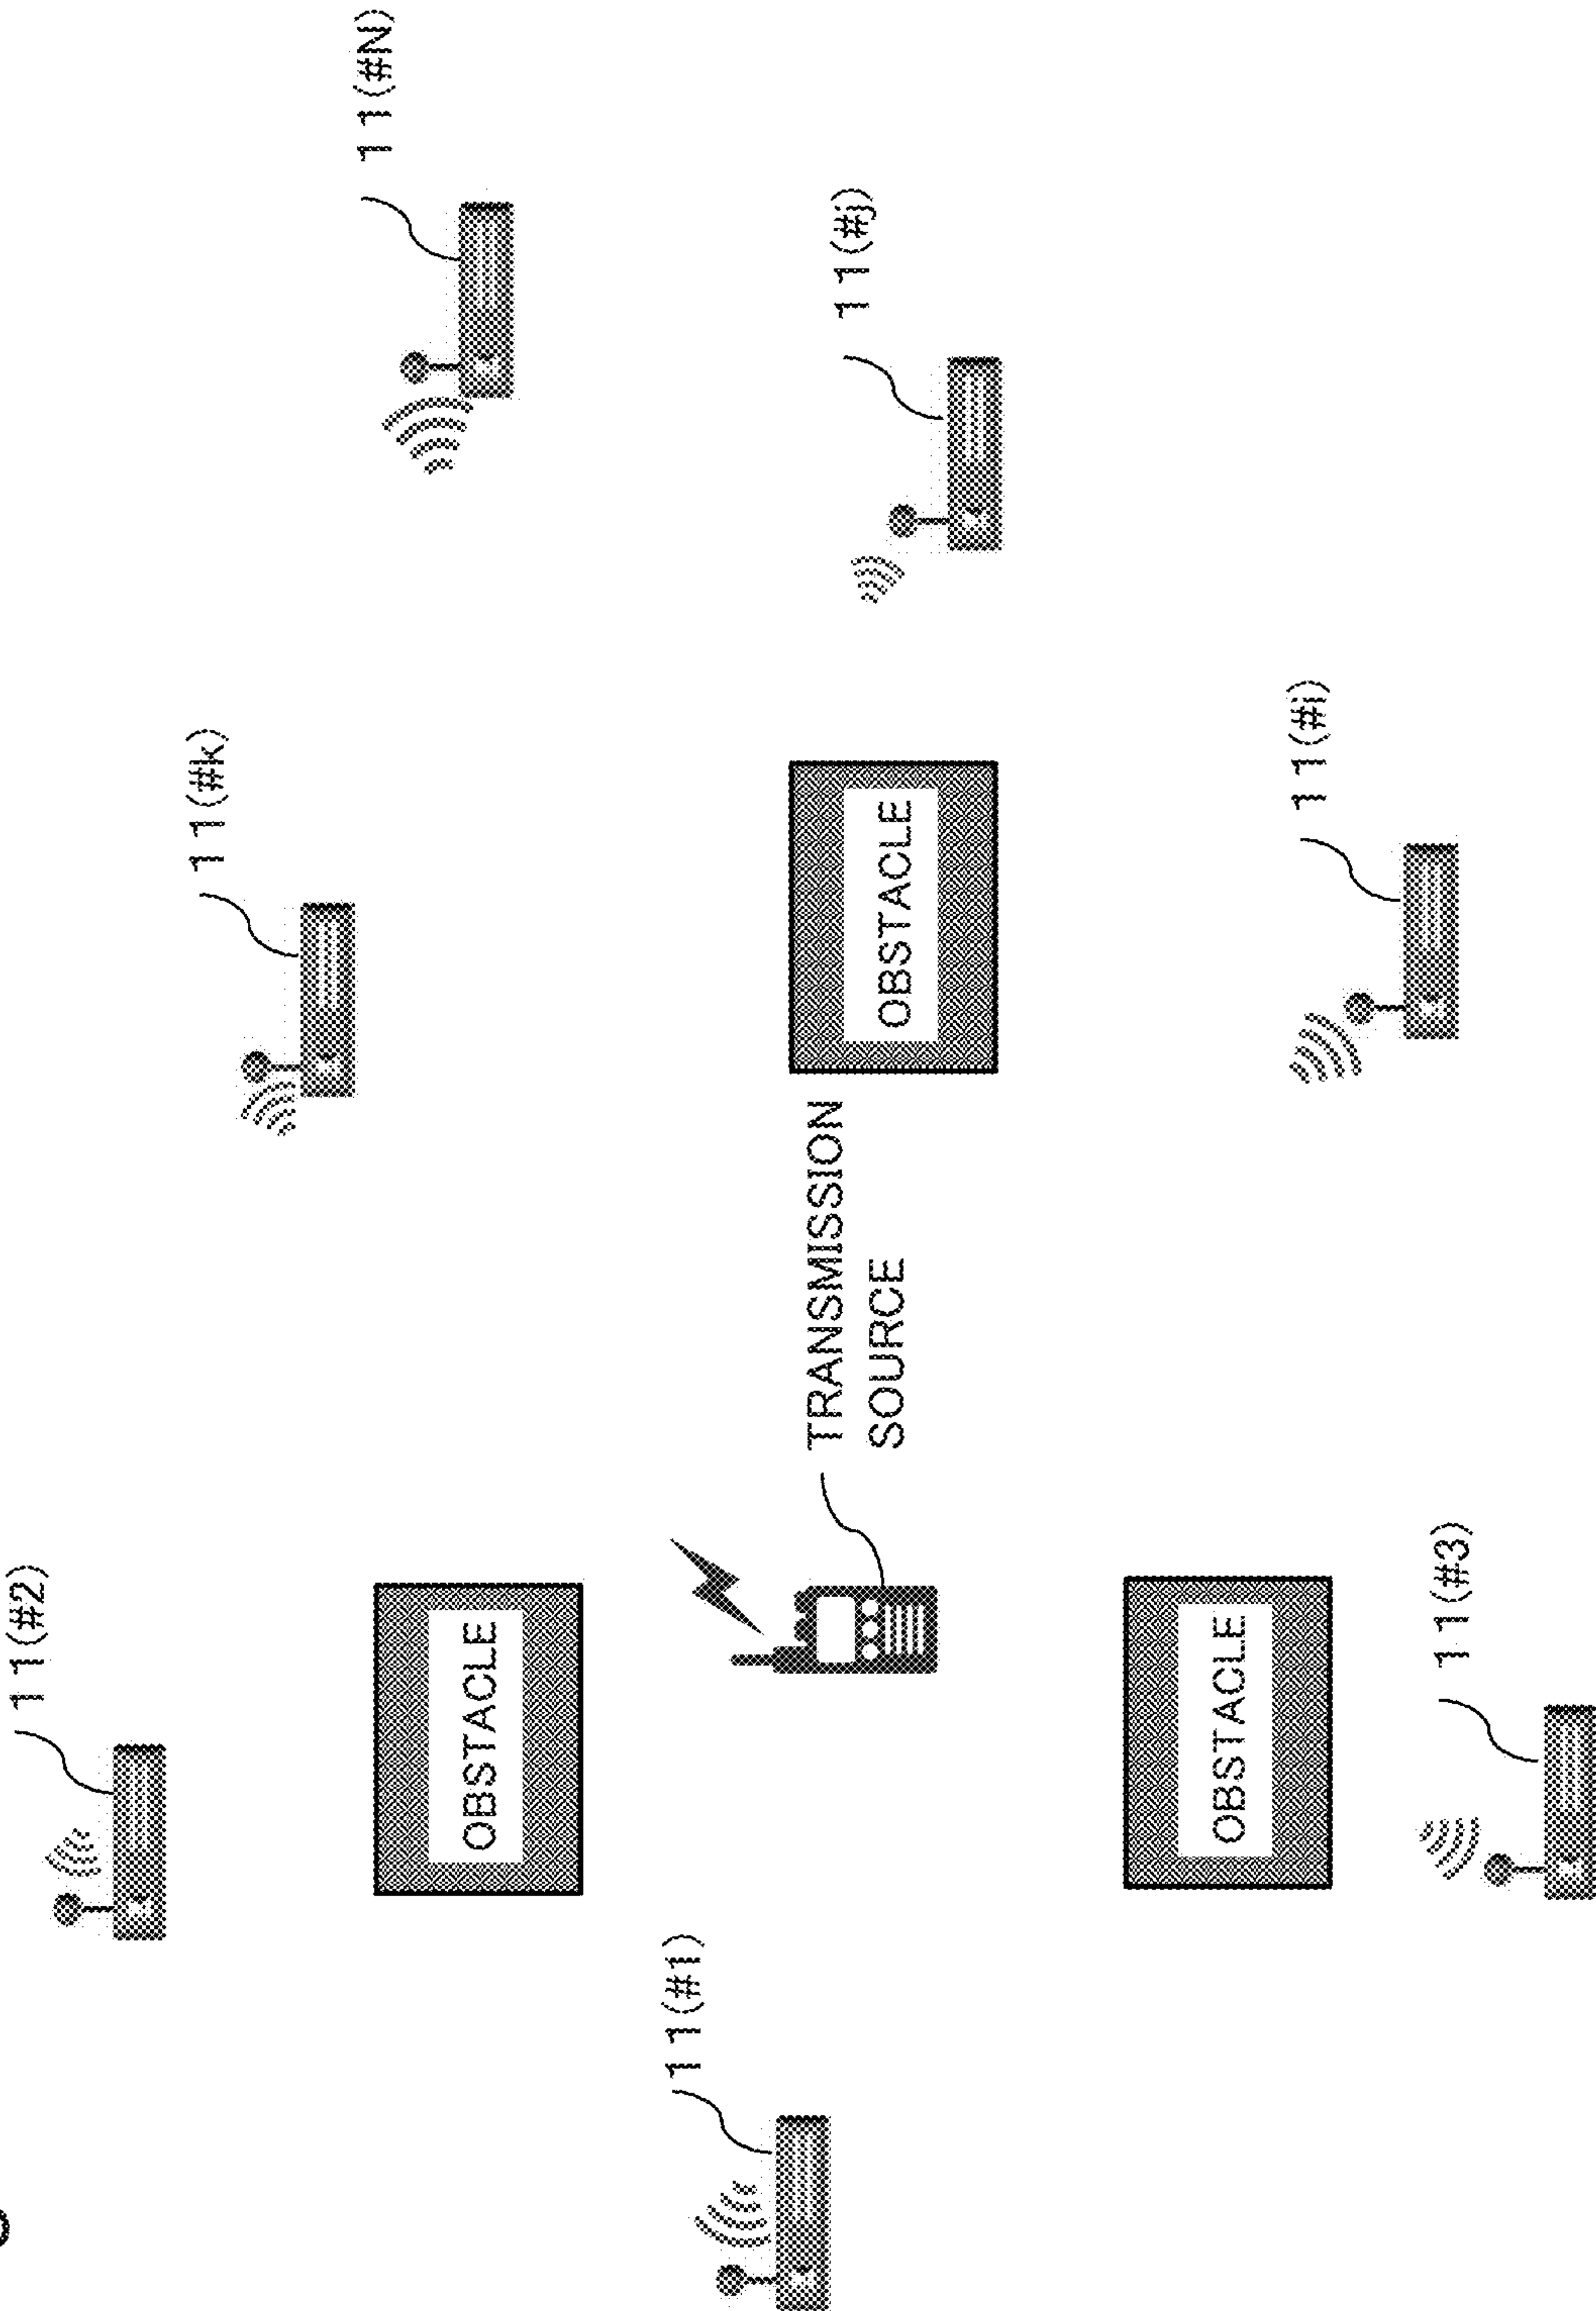 11(#2)
11(#k)
11(#N)
OBSTACLE
11(#1)
TRANSMISSION
SOURCE
OBSTACLE
11(#j)
OBSTACLE
11(#i)
11(#3)